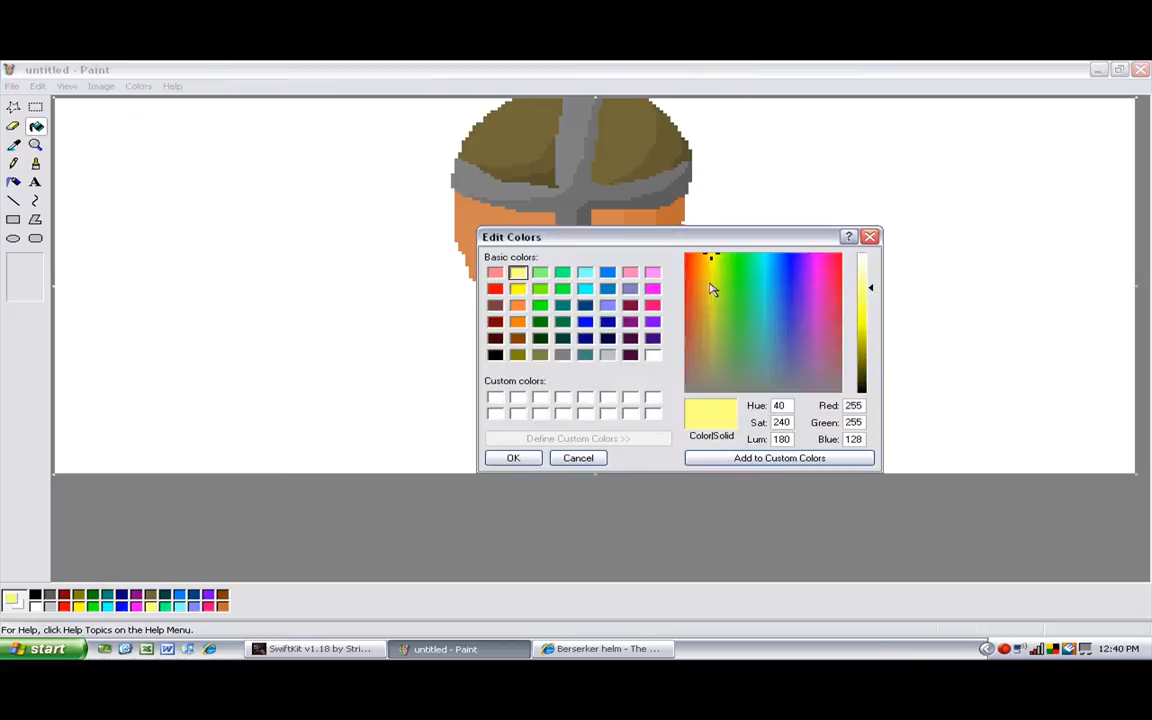 untitled - Paint
File Edit View Image Colors Help
A
Edit Colors
?
Basic colors:
Custom colors:
Define Custom Colors >>
OK Cancel
Color|Solid
Hue: 40 Red: 255
Sat: 240 Green: 255
Lum: 180 Blue: 128
Add to Custom Colors
For Help, click Help Topics on the Help Menu.
start
W
SwiftKit v1.18 by Stri...
untitled - Paint
Berserker helm - The ...
12:40 PM